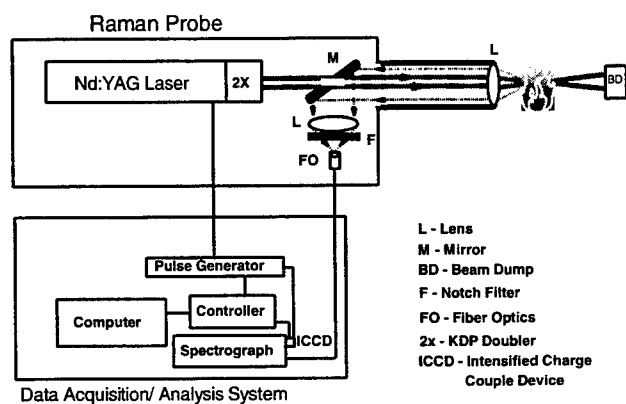 Raman Probe
M
L
Nd:YAG Laser
2X
BD
L
F
FO
L - Lens
M - Mirror
BD - Beam Dump
F - Notch Filter
FO - Fiber Optics
2x - KDP Doubler
ICCD - Intensified Charge
Couple Device
Pulse Generator
Controller
Computer
ICCD
Spectrograph
Data Acquisition/ Analysis System